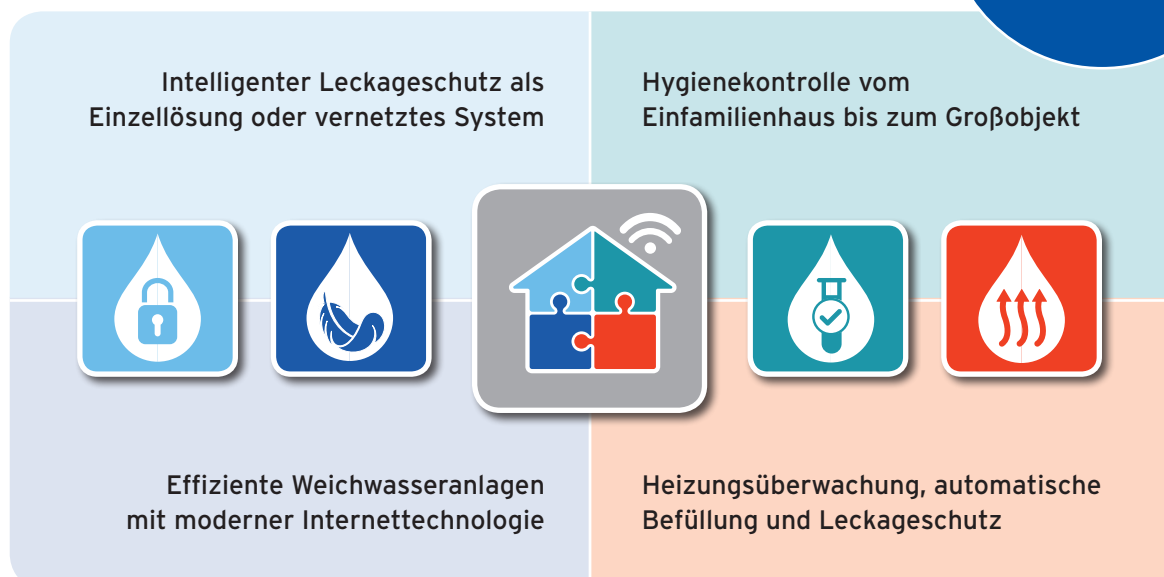 Intelligenter Leckageschutz als
Einzellösung oder vernetztes System
Hygienekontrolle vom
Einfamilienhaus bis zum Großobjekt
Effiziente Weichwasseranlagen
mit moderner Internettechnologie
Heizungsüberwachung, automatische
Befüllung und Leckageschutz